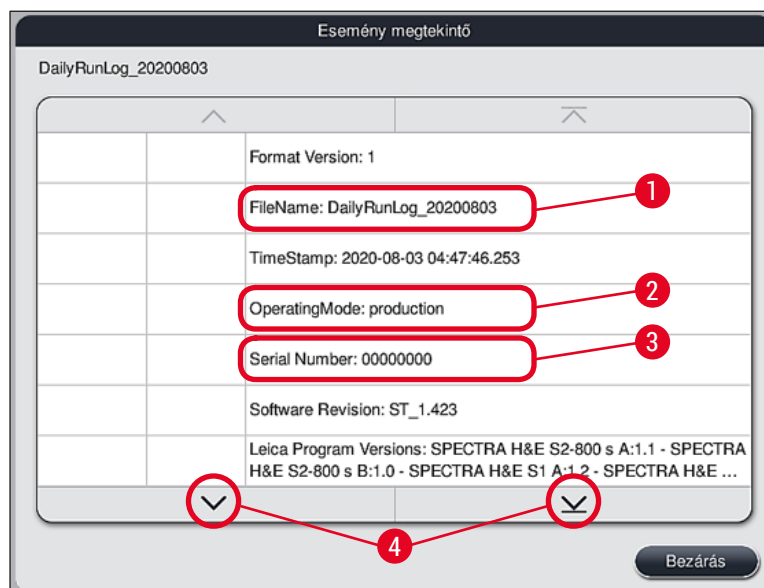 Esemény megtekintő
DailyRunLog_20200803
Format Version: 1
FileName: DailyRunLog_20200803
1
TimeStamp: 2020-08-03 04:47:46.253
OperatingMode: production
2
Serial Number: 00000000
3
Software Revision: ST_1.423
Leica Program Versions: SPECTRA H&E S2-800 s A:1.1 - SPECTRA
H&E S2-800 s B:1.0 - SPECTRA H&E S1 A:1.2 - SPECTRA H&E ...
4
Bezárás